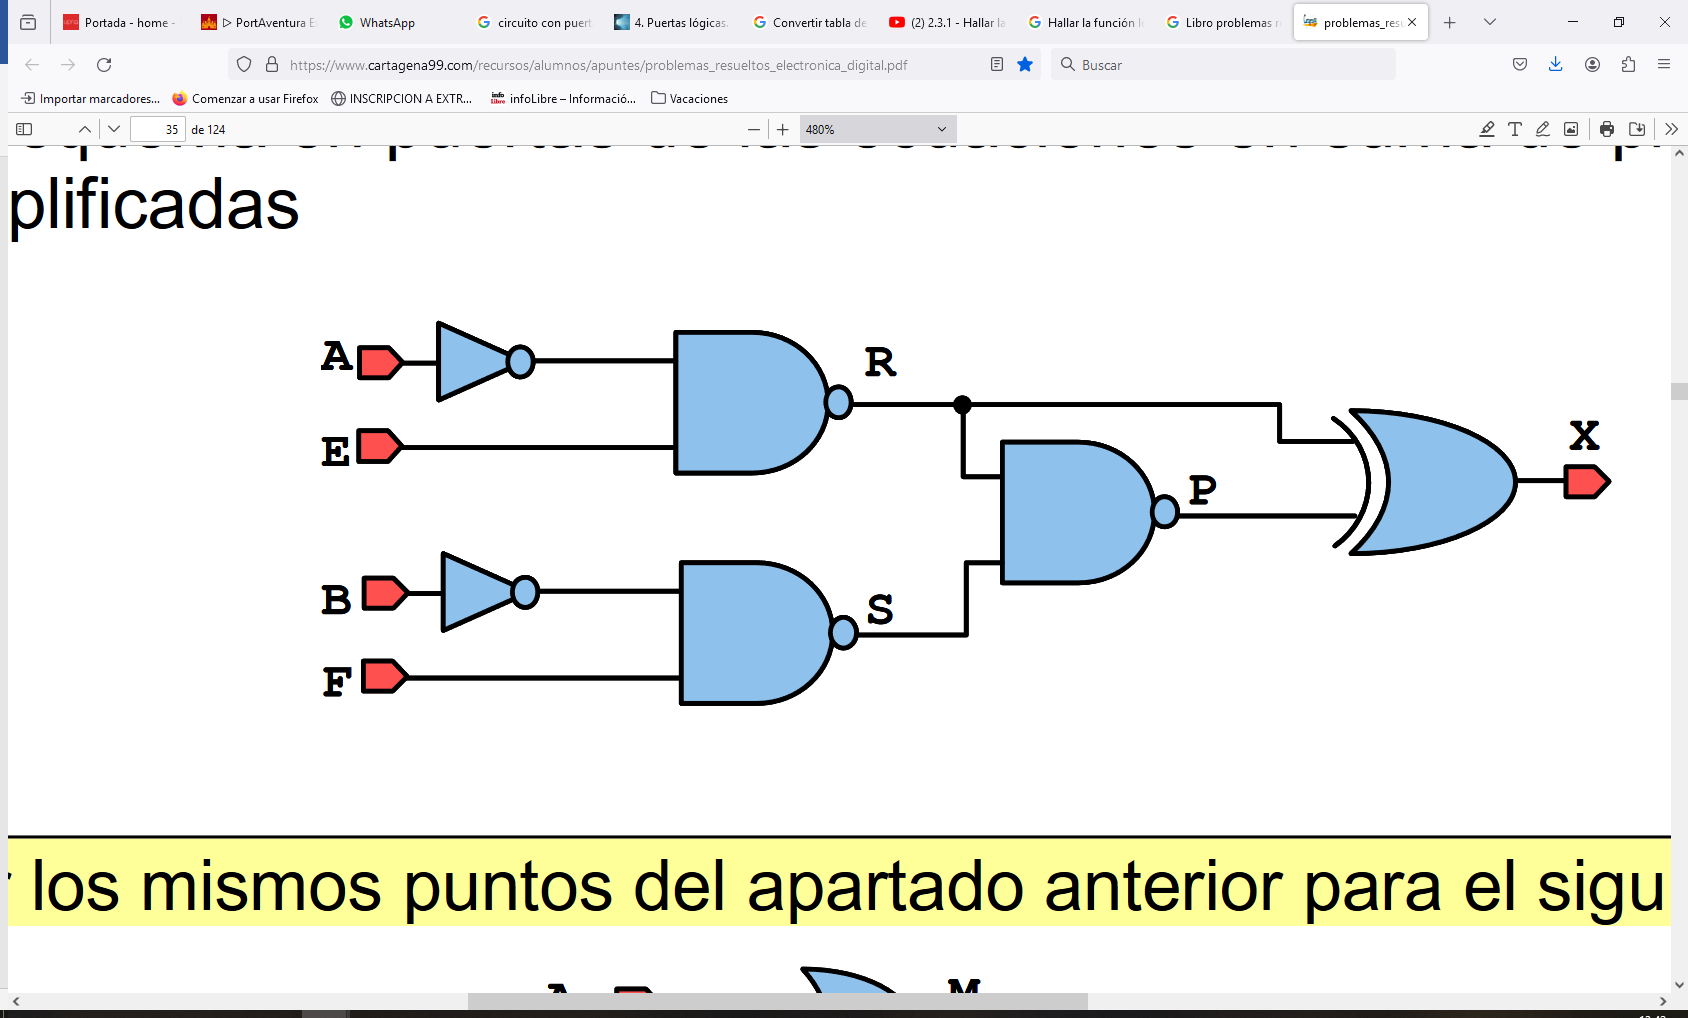 Portada - home -
PortAventura E
WhatsApp
circuito con puert
4. Puertas lógicas.
Convertir tabla de
(2) 2.3.1 - Hallar la
Hallar la función l
Libro problemas r
problemas_resu
https://www.cartagena99.com/recursos/alumnos/apuntes/problemas_resueltos_electronica_digital.pdf
Buscar
Importar marcadores...
Comenzar a usar Firefox
INSCRIPCION A EXTR...
infoLibre – Informació...
Vacaciones
35 de 124
480%
plificadas
A
R
X
E
P
B
S
F
los mismos puntos del apartado anterior para el sigu
A
M